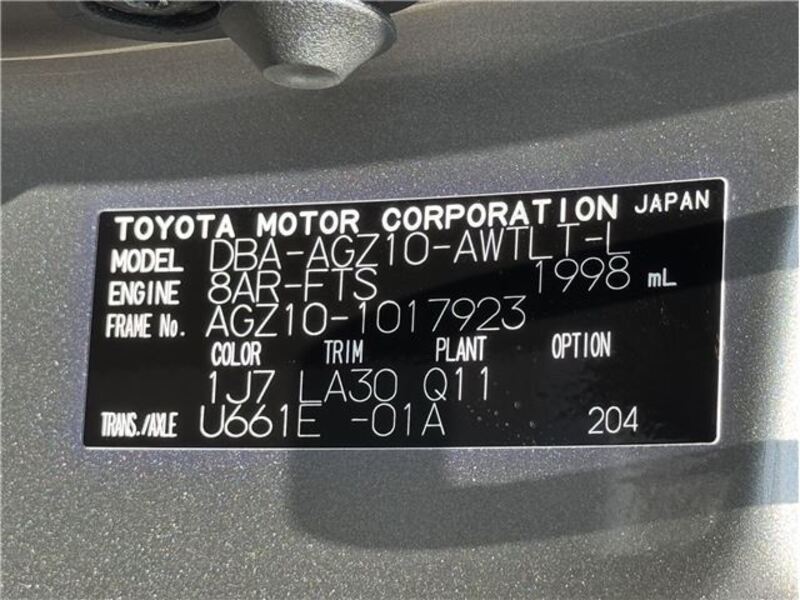 TOYOTA MOTOR CORPORATION JAPAN
MODEL DBA-AGZ10-AWTLT-L
ENGINE 8AR-FTS 1998 mL
FRAME No. AGZ10-1017923
COLOR TRIM PLANT OPTION
1J7 LA30 Q11
TRANS./AXLE U661E -01A 204